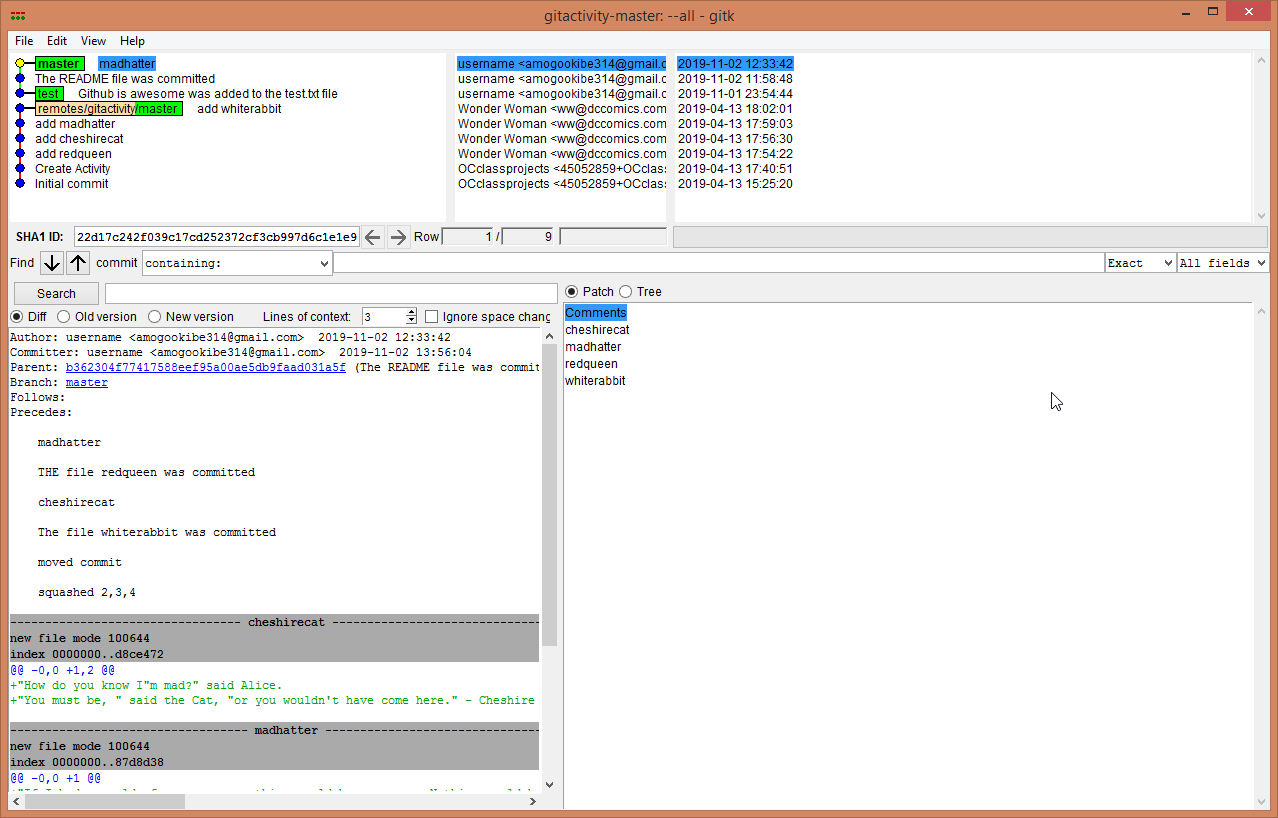 gitactivity-master: --all - gitk
File Edit View Help
master madhatter username <amogookibe314@gmail.c 2019-11-02 12:33:42
The README file was committed username <amogookibe314@gmail.c 2019-11-02 11:58:48
test Github is awesome was added to the test.txt file username <amogookibe314@gmail.c 2019-11-01 23:54:44
remotes/gitactivity/master add whiterabbit Wonder Woman <ww@dccomics.com 2019-04-13 18:02:01
add madhatter Wonder Woman <ww@dccomics.com 2019-04-13 17:59:03
add cheshirecat Wonder Woman <ww@dccomics.com 2019-04-13 17:56:30
add redqueen Wonder Woman <ww@dccomics.com 2019-04-13 17:54:22
Create Activity OCclassprojects <45052859+OCclass 2019-04-13 17:40:51
Initial commit OCclassprojects <45052859+OCclass 2019-04-13 15:25:20
SHA1 ID: 22d17c242f039c17cd252372cf3cb997d6c1e1e9 Row 1 / 9
Find commit containing: Exact All fields
Search
Diff Old version New version Lines of context: 3 Ignore space chang
Author: username <amogookibe314@gmail.com> 2019-11-02 12:33:42
Committer: username <amogookibe314@gmail.com> 2019-11-02 13:56:04
Parent: b362304f77417588eef95a00ae5db9faad031a5f (The README file was commit
Branch: master
Follows:
Precedes:
madhatter
THE file redqueen was committed
cheshirecat
The file whiterabbit was committed
moved commit
squashed 2,3,4
--------------------------------- cheshirecat ------------------------------
new file mode 100644
index 0000000..d8ce472
@@ -0,0 +1,2 @@
+"How do you know I"m mad?" said Alice.
+"You must be, " said the Cat, "or you wouldn't have come here." - Cheshire
---------------------------------- madhatter -------------------------------
new file mode 100644
index 0000000..87d8d38
@@ -0,0 +1 @@
Patch Tree
Comments
cheshirecat
madhatter
redqueen
whiterabbit